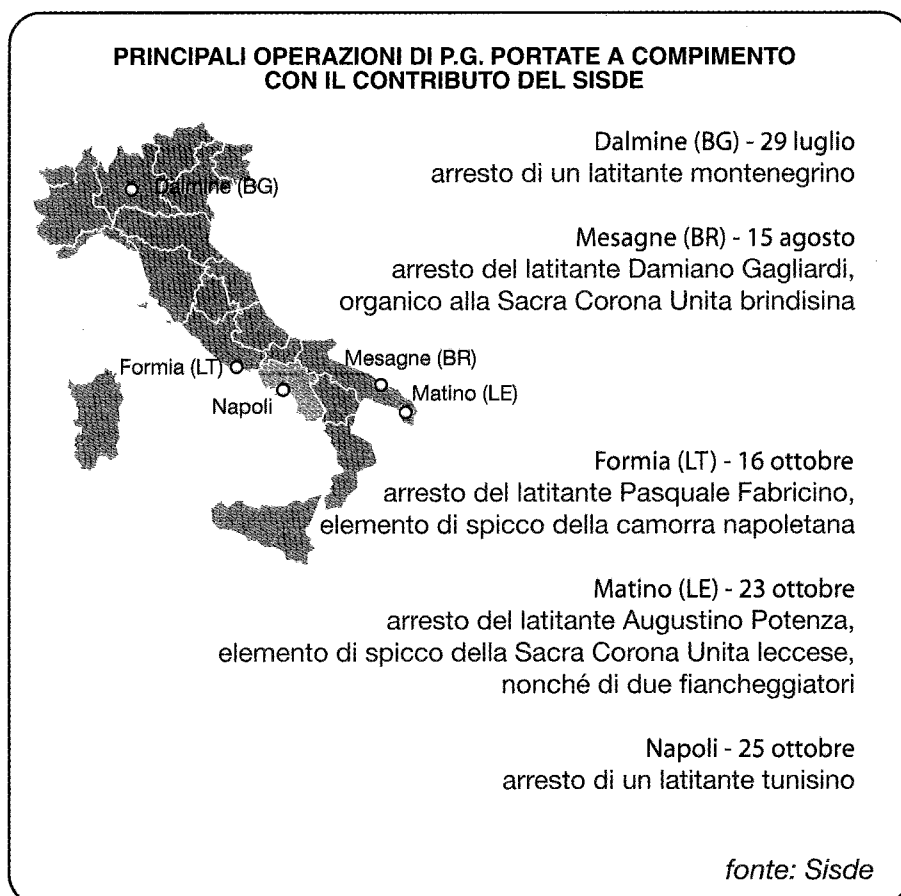 PRINCIPALI OPERAZIONI DI P.G. PORTATE A COMPIMENTO
CON IL CONTRIBUTO DEL SISDE
Dalmine (BG) - 29 luglio
arresto di un latitante montenegrino
Dalmine (BG)
Mesagne (BR) - 15 agosto
arresto del latitante Damiano Gagliardi,
organico alla Sacra Corona Unita brindisina
Formia (LT)
Mesagne (BR)
Napoli
Matino (LE)
Formia (LT) - 16 ottobre
arresto del latitante Pasquale Fabricino,
elemento di spicco della camorra napoletana
Matino (LE) - 23 ottobre
arresto del latitante Augustino Potenza,
elemento di spicco della Sacra Corona Unita leccese,
nonché di due fiancheggiatori
Napoli - 25 ottobre
arresto di un latitante tunisino
fonte: Sisde